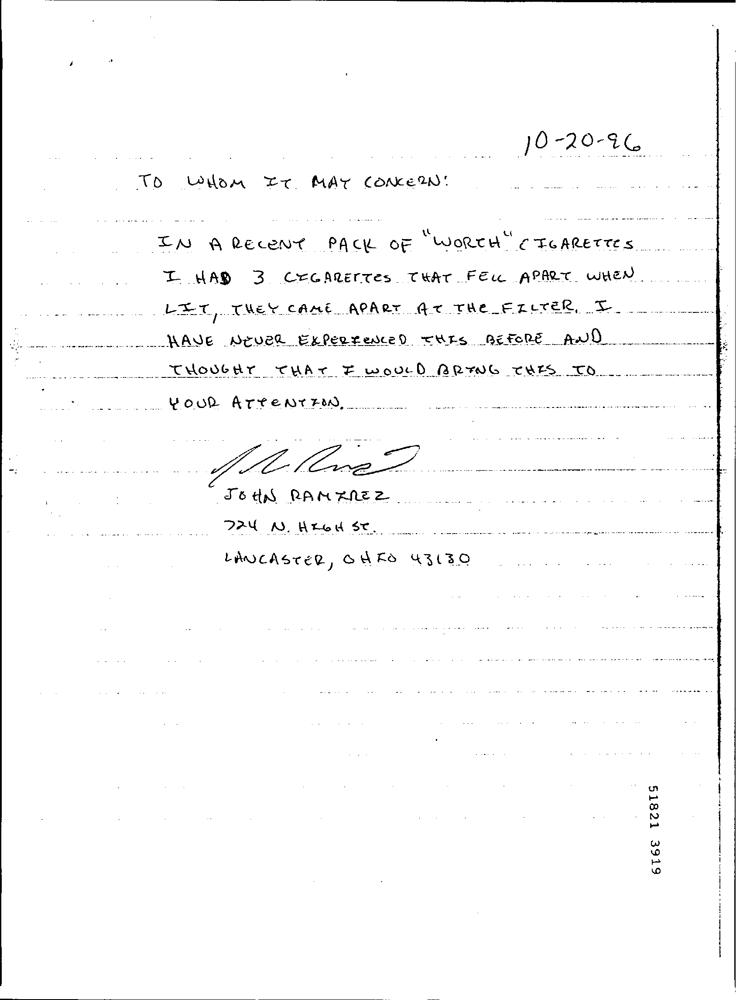 10-20-96
TO WHOM IT MAY CONCERN:
IN A RECENT PACK OF "WORTH" CIGARETTES
I HAD 3 CIGARETTES THAT FELL APART WHEN
LIT, THEY CAME APART AT THE FILTER. I
HAVE NEVER EXPERIENCED THIS BEFORE AND
THOUGHT THAT I WOULD BRING THIS TO
YOUR ATTENTION.
JOHN RAMIREZ
724 N. HIGH ST.
LANCASTER, OHIO 43130
51821 3919